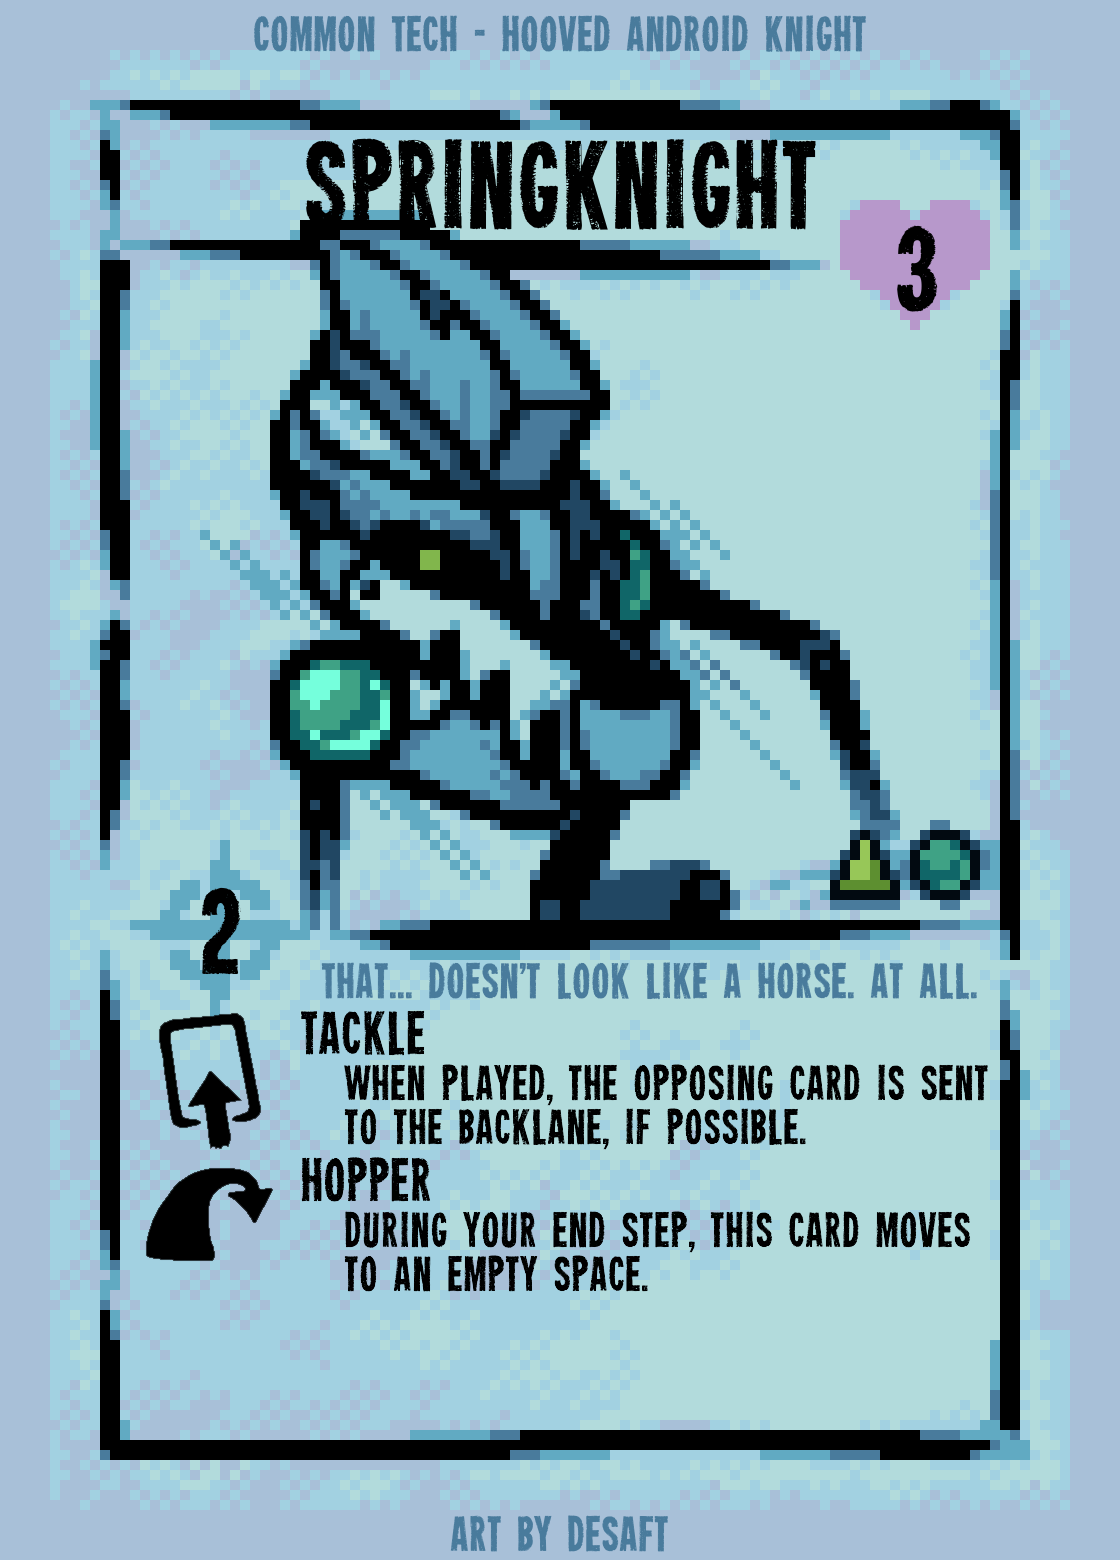 COMMON TECH - HOOVED ANDROID KNIGHT
SPRINGKNIGHT
3
2
THAT... DOESN'T LOOK LIKE A HORSE. AT ALL.
TACKLE
WHEN PLAYED, THE OPPOSING CARD IS SENT
TO THE BACKLANE, IF POSSIBLE.
HOPPER
DURING YOUR END STEP, THIS CARD MOVES
TO AN EMPTY SPACE.
ART BY DESAFT